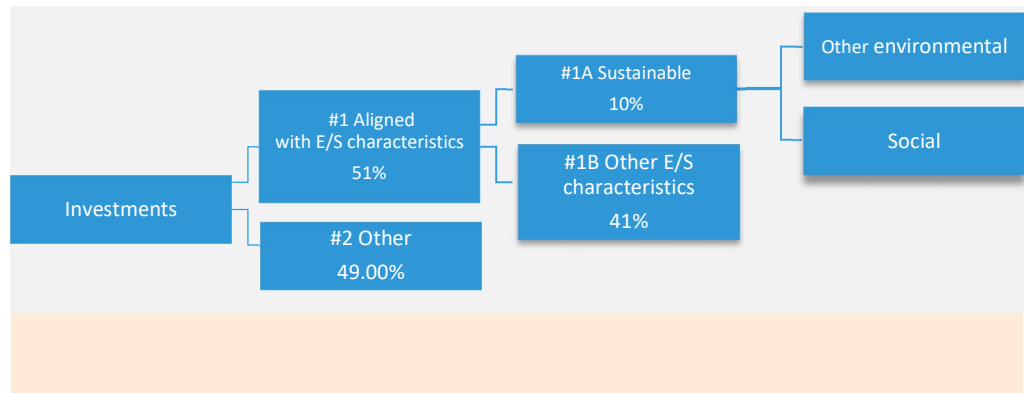 Investments
#1 Aligned
with E/S characteristics
51%
#2 Other
49.00%
#1A Sustainable
10%
#1B Other E/S
characteristics
41%
Other environmental
Social